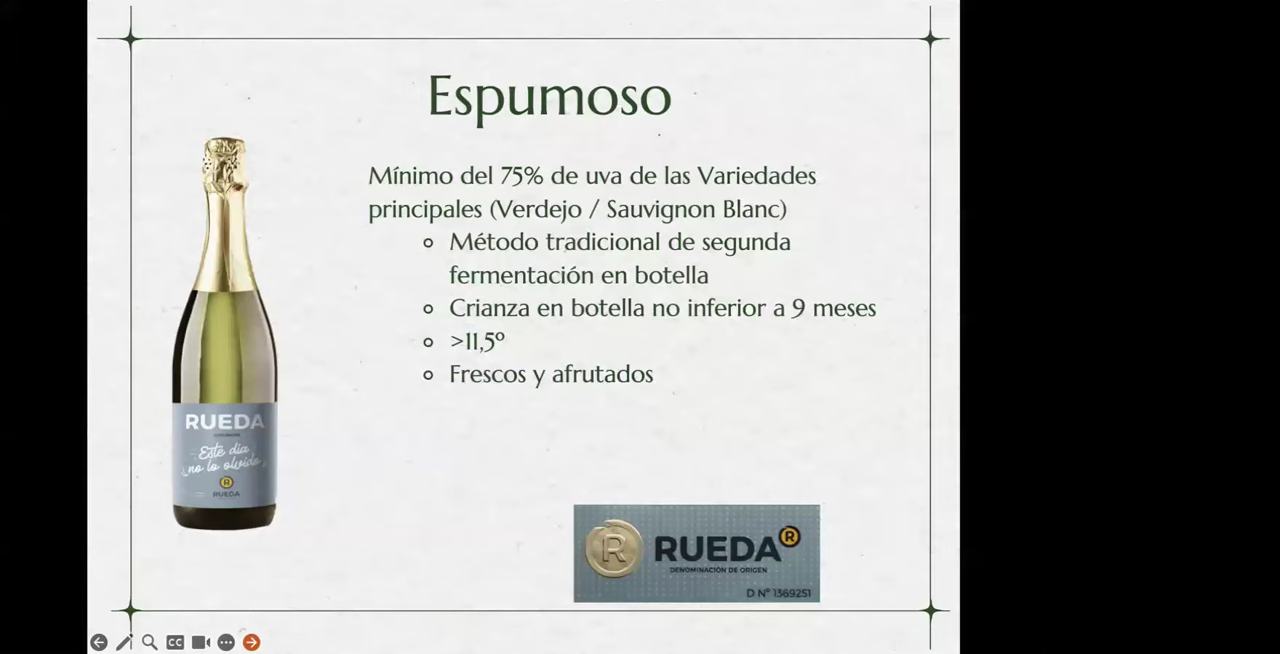 Espumoso
Mínimo del 75% de uva de las Variedades
principales (Verdejo / Sauvignon Blanc)
Método tradicional de segunda
fermentación en botella
Crianza en botella no inferior a 9 meses
>11,5º
Frescos y afrutados
RUEDA
Este día
no lo olvido
R
RUEDA
R
RUEDA
R
DENOMINACIÓN DE ORIGEN
D Nº 1369251
CC